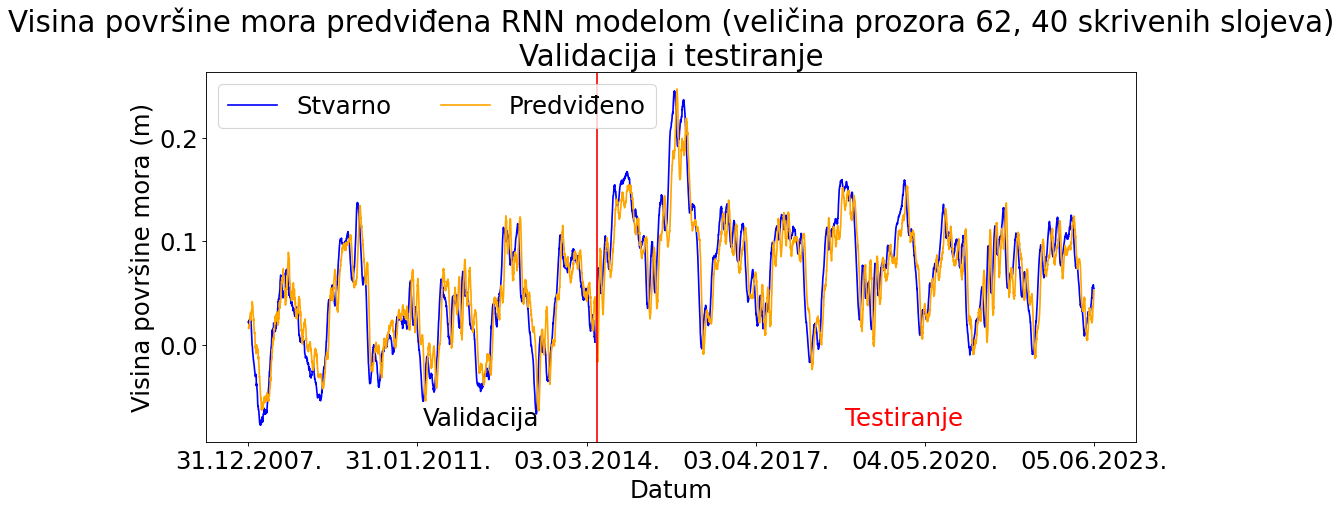 Visina površine mora predviđena RNN modelom (veličina prozora 62, 40 skrivenih slojeva)
Validacija i testiranje
Stvarno
Predviđeno
Visina površine mora (m)
0.2
0.1
0.0
Validacija
Testiranje
31.12.2007.
31.01.2011.
03.03.2014.
03.04.2017.
04.05.2020.
05.06.2023.
Datum